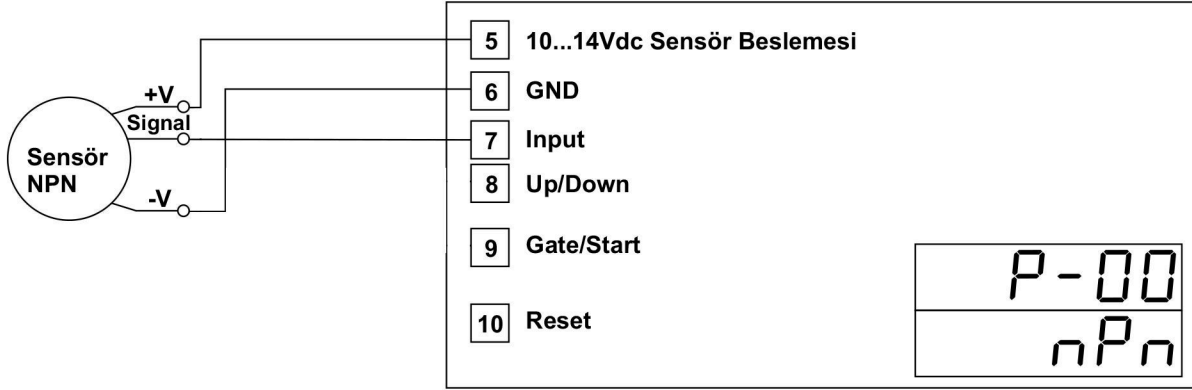 5 10...14Vdc Sensör Beslemesi
6 GND
+V
Signal
7 Input
Sensör
NPN
8 Up/Down
-V
9 Gate/Start
P-00
10 Reset
nPn